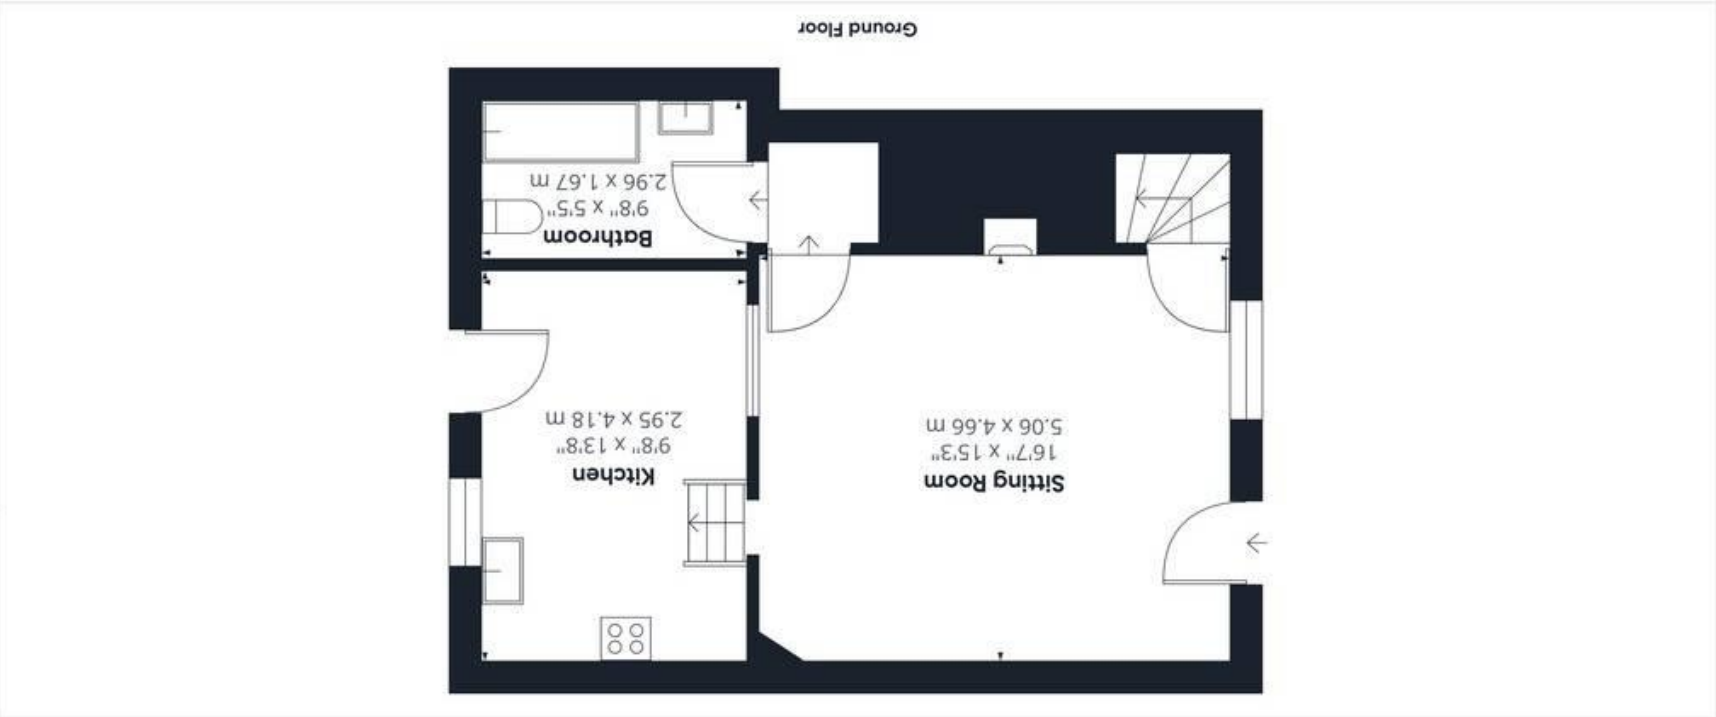 Sitting Room
16'7" x 15'3"
5.06 x 4.66 m
Kitchen
9'8" x 13'8"
2.95 x 4.18 m
Bathroom
9'8" x 5'5"
2.96 x 1.67 m
Ground Floor